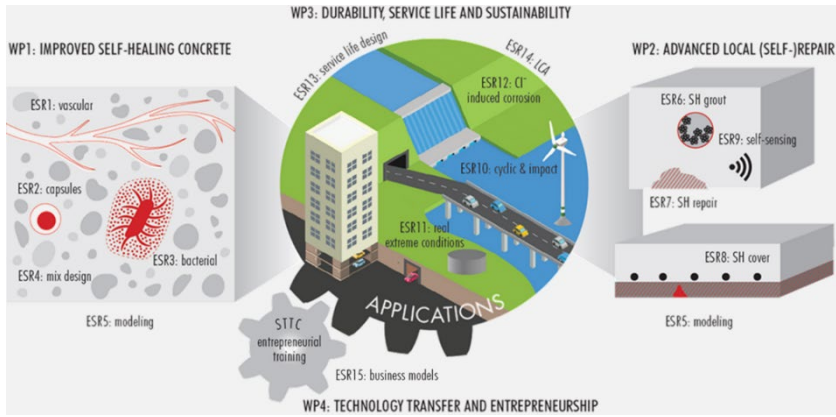 WP3: DURABILITY, SERVICE LIFE AND SUSTAINABILITY
WP1: IMPROVED SELF-HEALING CONCRETE
ESR1: vascular
ESR2: capsules
ESR3: bacterial
ESR4: mix design
ESR5: modeling
ESR13: service life design
ESR14: LCA
ESR12: Cl⁻
induced corrosion
ESR10: cyclic & impact
ESR11: real
extreme conditions
APPLICATIONS
STTC
entrepreneurial
training
ESR15: business models
WP2: ADVANCED LOCAL (SELF-)REPAIR
ESR6: SH grout
ESR9: self-sensing
ESR7: SH repair
ESR8: SH cover
ESR5: modeling
WP4: TECHNOLOGY TRANSFER AND ENTREPRENEURSHIP